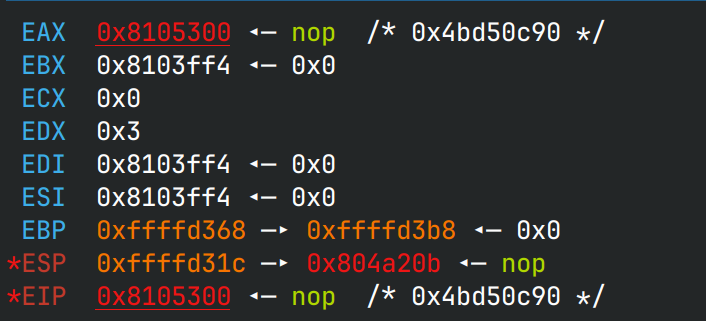 EAX 0x8105300 ◂— nop /* 0x4bd50c90 */
EBX 0x8103ff4 ◂— 0x0
ECX 0x0
EDX 0x3
EDI 0x8103ff4 ◂— 0x0
ESI 0x8103ff4 ◂— 0x0
EBP 0xffffd368 —▸ 0xffffd3b8 ◂— 0x0
*ESP 0xffffd31c —▸ 0x804a20b ◂— nop
*EIP 0x8105300 ◂— nop /* 0x4bd50c90 */